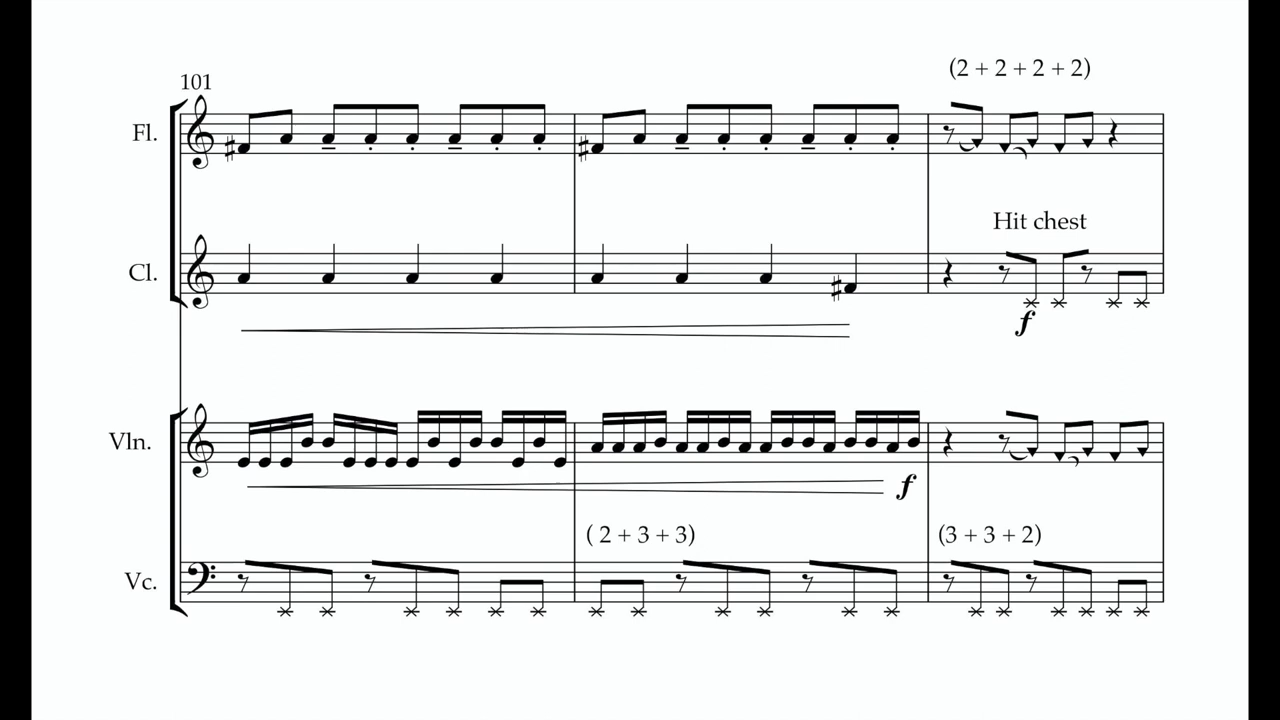 (2 + 2 + 2 + 2)
101
Fl.
Hit chest
Cl.
f
Vln.
f
( 2 + 3 + 3)
(3 + 3 + 2)
Vc.